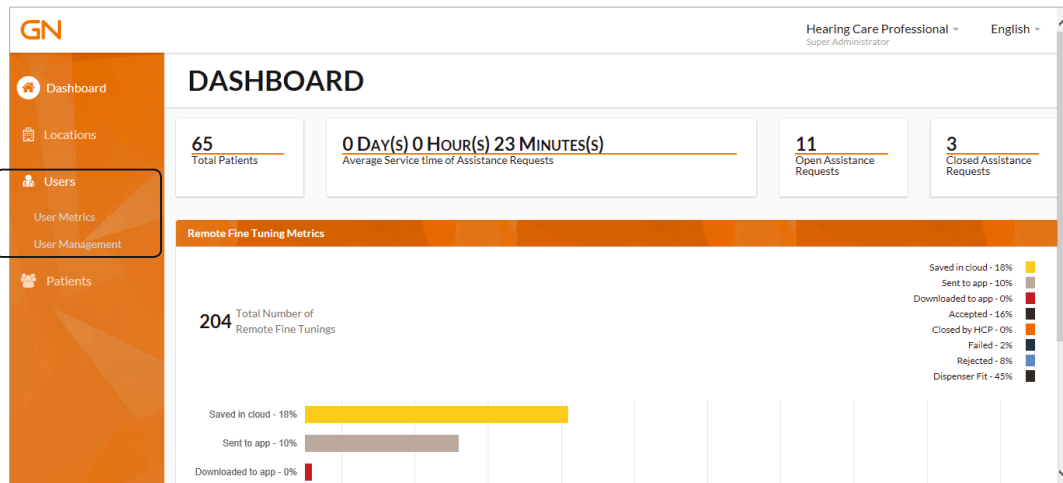 GN
Hearing Care Professional
Super Administrator
English
Dashboard
Locations
Users
User Metrics
User Management
Patients
DASHBOARD
65
Total Patients
0 DAY(S) 0 HOUR(S) 23 MINUTES(S)
Average Service time of Assistance Requests
11
Open Assistance
Requests
3
Closed Assistance
Requests
Remote Fine Tuning Metrics
204 Total Number of
Remote Fine Tunings
Saved in cloud - 18%
Sent to app - 10%
Downloaded to app - 0%
Accepted - 16%
Closed by HCP - 0%
Failed - 2%
Rejected - 8%
Dispenser Fit - 45%
Saved in cloud - 18%
Sent to app - 10%
Downloaded to app - 0%